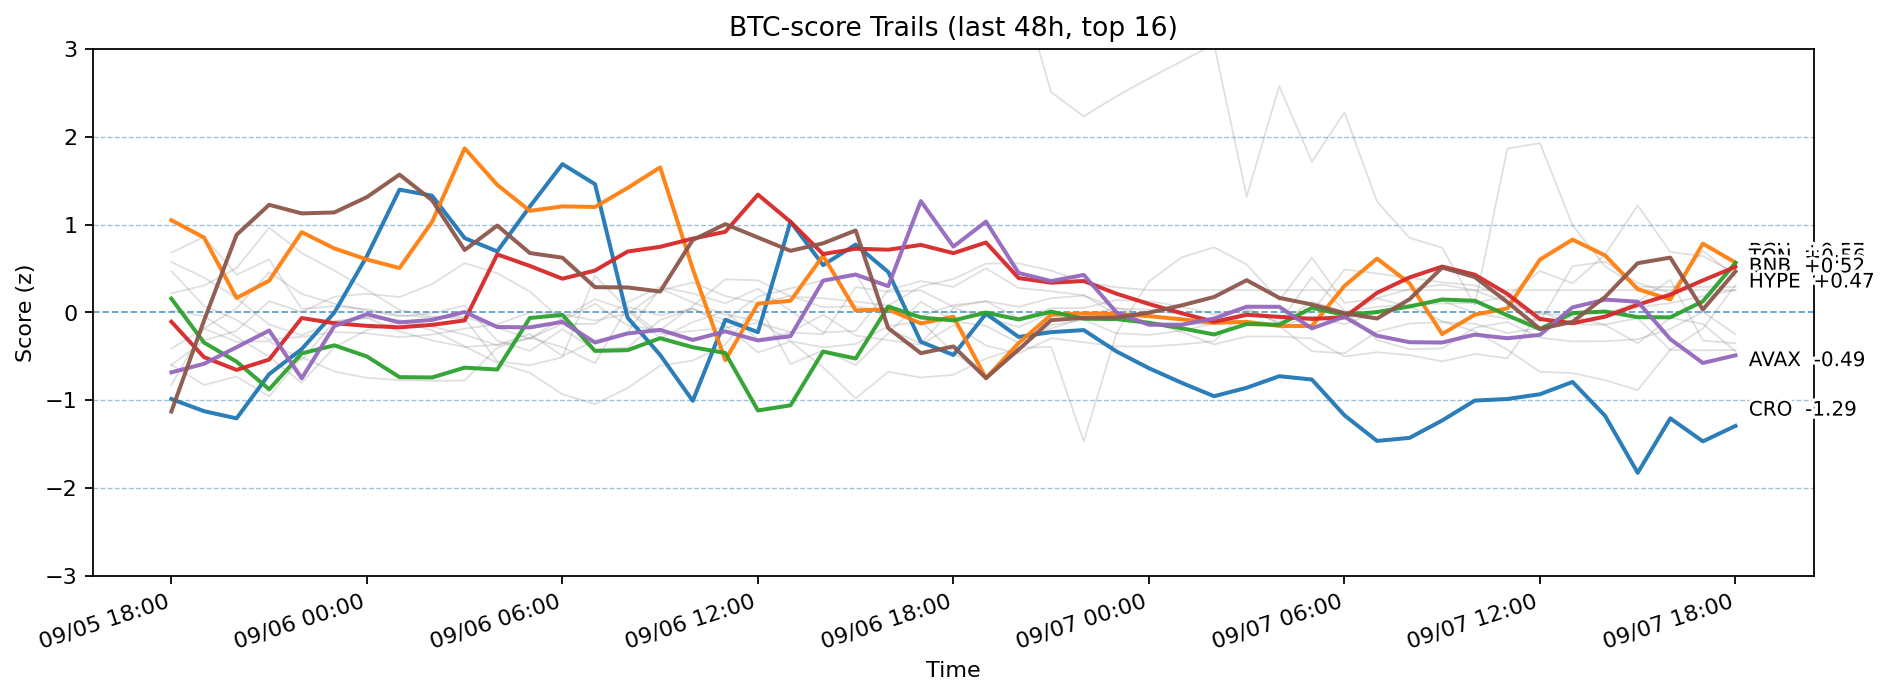 BTC-score Trails (last 48h, top 16)
Score (z)
3
2
1
0
−1
−2
−3
BNB +0.52
HYPE +0.47
AVAX -0.49
CRO -1.29
09/05 18:00
09/06 00:00
09/06 06:00
09/06 12:00
09/06 18:00
09/07 00:00
09/07 06:00
09/07 12:00
09/07 18:00
Time